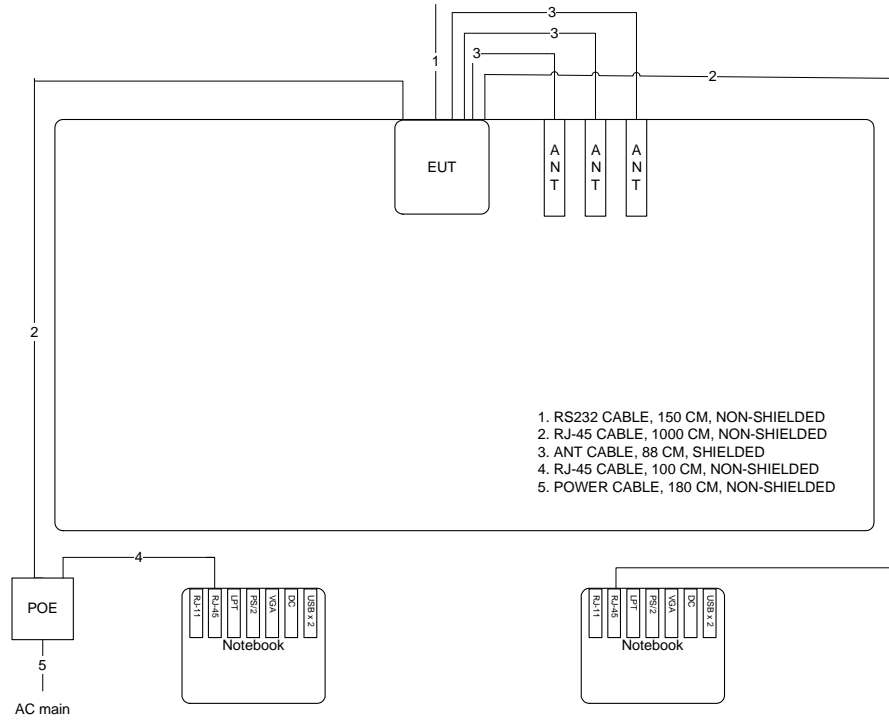 3
3
3
1
2
EUT
ANT
ANT
ANT
2
1. RS232 CABLE, 150 CM, NON-SHIELDED
2. RJ-45 CABLE, 1000 CM, NON-SHIELDED
3. ANT CABLE, 88 CM, SHIELDED
4. RJ-45 CABLE, 100 CM, NON-SHIELDED
5. POWER CABLE, 180 CM, NON-SHIELDED
4
POE
RJ-11
RJ-45
LPT
PS/2
VGA
DC
USB x 2
Notebook
RJ-11
RJ-45
LPT
PS/2
VGA
DC
USB x 2
Notebook
5
AC main